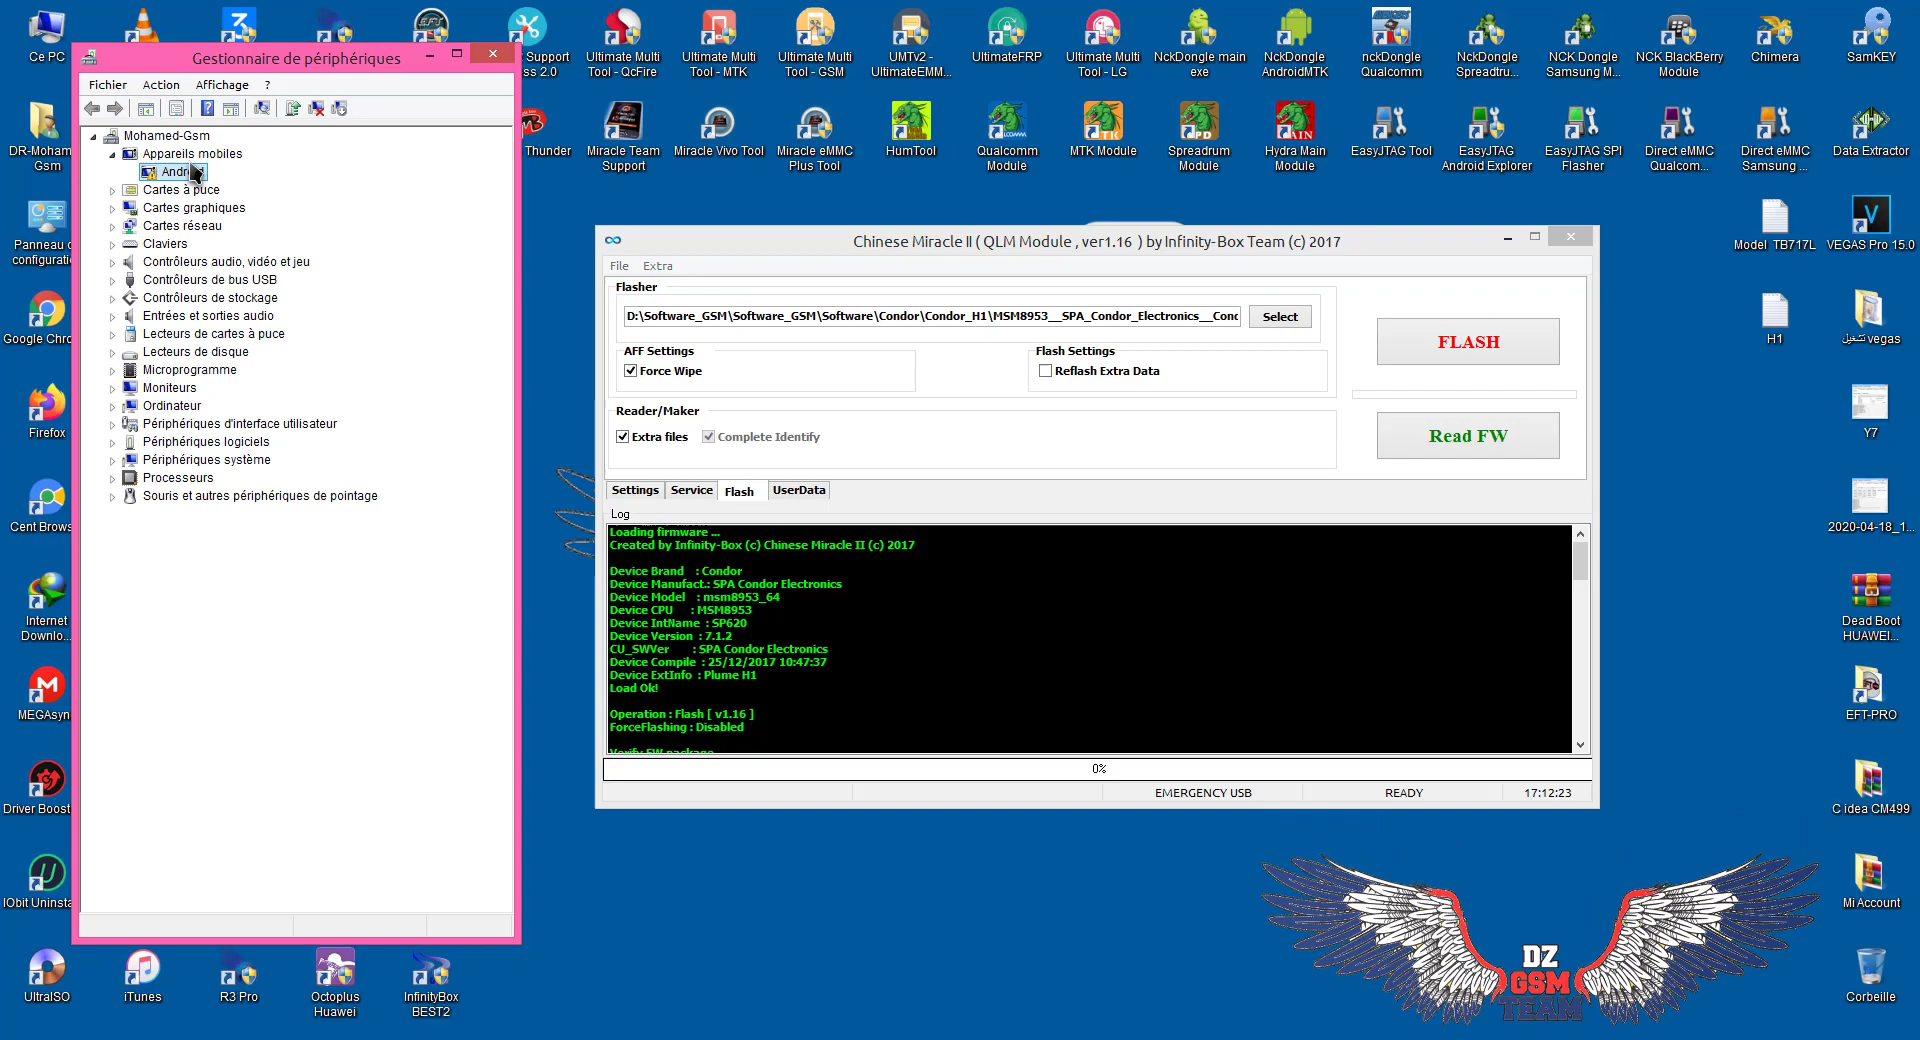 Ce PC
Support
ss 2.0
Ultimate Multi
Tool - QcFire
Ultimate Multi
Tool - MTK
Ultimate Multi
Tool - GSM
UMTv2 -
UltimateEMM...
UltimateFRP
Ultimate Multi
Tool - LG
NckDongle main
exe
NckDongle
AndroidMTK
nckDongle
Qualcomm
NckDongle
Spreadtru...
NCK Dongle
Samsung M...
NCK BlackBerry
Module
Chimera
SamKEY
DR-Moham
Gsm
Thunder
Miracle Team
Support
Miracle Vivo Tool
Miracle eMMC
Plus Tool
HumTool
Qualcomm
Module
MTK Module
Spreadrum
Module
Hydra Main
Module
EasyJTAG Tool
EasyJTAG
Android Explorer
EasyJTAG SPI
Flasher
Direct eMMC
Qualcom...
Direct eMMC
Samsung ...
Data Extractor
Panneau d
configurati
Google Chro
Firefox
Cent Brows
Internet
Downlo...
MEGAsyn
Driver Boost
IObit Uninsta
UltraISO
iTunes
R3 Pro
Octoplus
Huawei
InfinityBox
BEST2
Model TB717L
VEGAS Pro 15.0
H1
تشغيل vegas
Y7
2020-04-18_1...
Dead Boot
HUAWEI...
EFT-PRO
C idea CM499
Mi Account
Corbeille
Gestionnaire de périphériques
Fichier Action Affichage ?
Mohamed-Gsm
Appareils mobiles
Cartes à puce
Cartes graphiques
Cartes réseau
Claviers
Contrôleurs audio, vidéo et jeu
Contrôleurs de bus USB
Contrôleurs de stockage
Entrées et sorties audio
Lecteurs de cartes à puce
Lecteurs de disque
Microprogramme
Moniteurs
Ordinateur
Périphériques d'interface utilisateur
Périphériques logiciels
Périphériques système
Processeurs
Souris et autres périphériques de pointage
Chinese Miracle II ( QLM Module , ver1.16 ) by Infinity-Box Team (c) 2017
File Extra
Flasher
D:\Software_GSM\Software_GSM\Software\Condor\Condor_H1\MSM8953__SPA_Condor_Electronics__Conc
Select
FLASH
AFF Settings
Force Wipe
Flash Settings
Reflash Extra Data
Reader/Maker
Extra files Complete Identify
Read FW
Settings Service Flash UserData
Log
Loading firmware ...
Created by Infinity-Box (c) Chinese Miracle II (c) 2017
Device Brand : Condor
Device Manufact.: SPA Condor Electronics
Device Model : msm8953_64
Device CPU : MSM8953
Device IntName : SP620
Device Version : 7.1.2
CU_SWVer : SPA Condor Electronics
Device Compile : 25/12/2017 10:47:37
Device ExtInfo : Plume H1
Load Ok!
Operation : Flash [ v1.16 ]
ForceFlashing : Disabled
Verify FW package
0%
EMERGENCY USB READY 17:12:23
DZ
GSM
TEAM